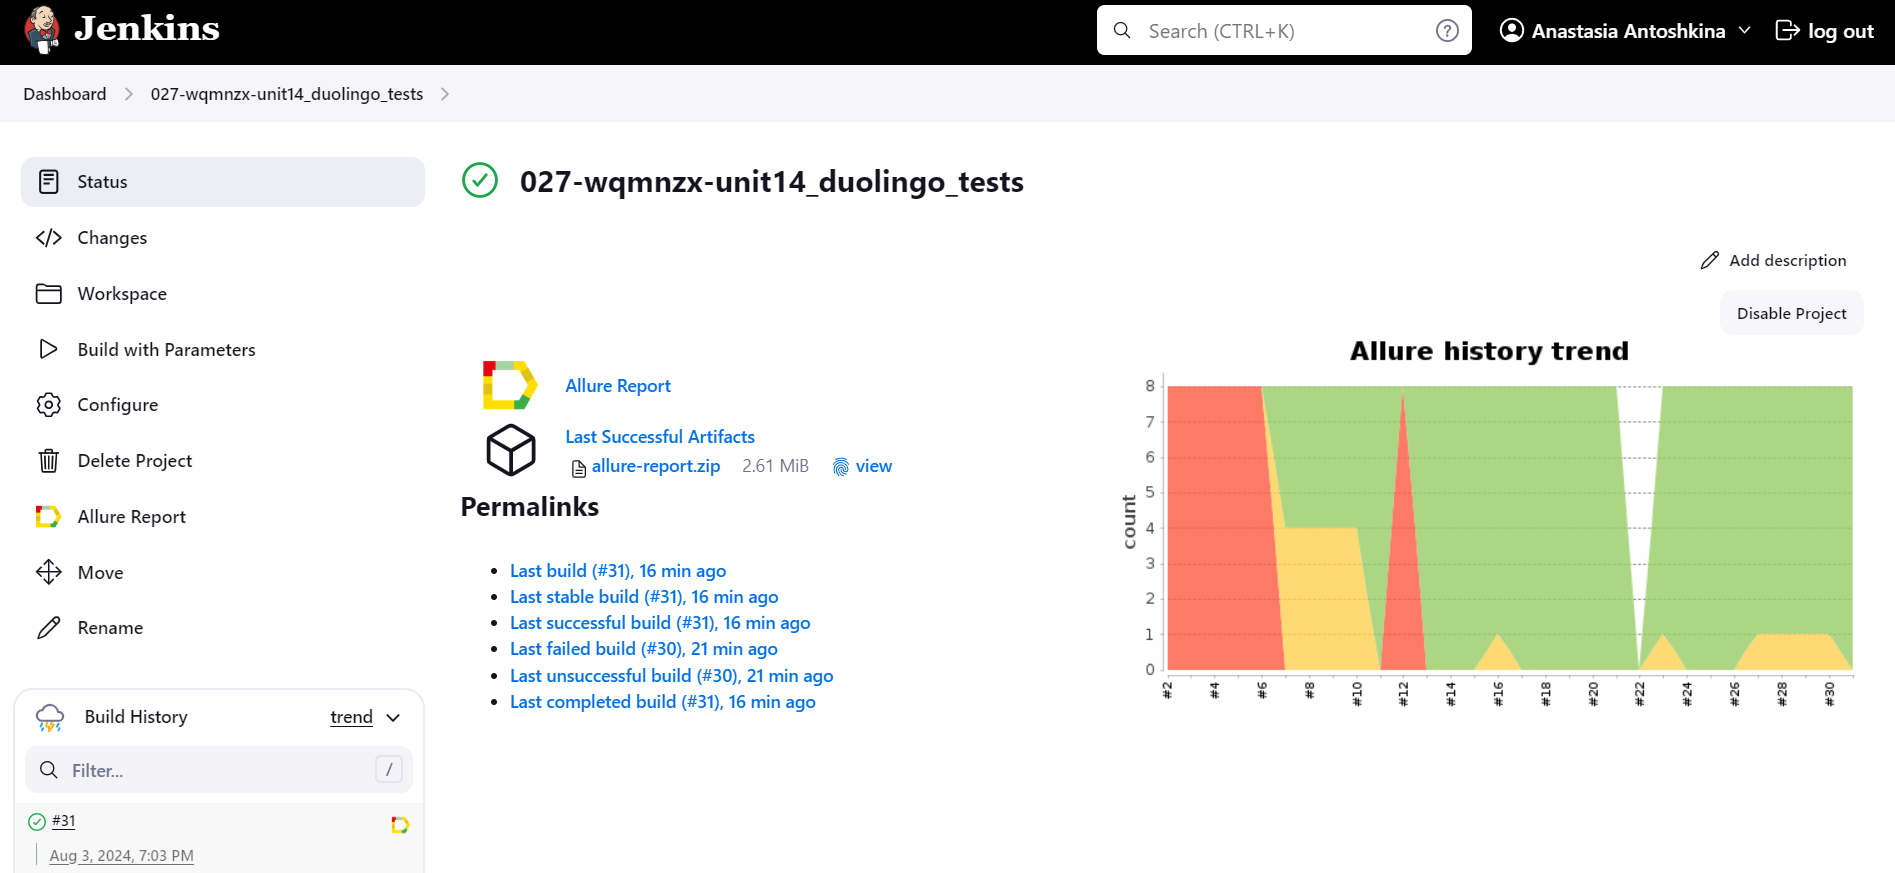 Jenkins
Search (CTRL+K)
?
Anastasia Antoshkina
log out
Dashboard
027-wqmnzx-unit14_duolingo_tests
Status
Changes
Workspace
Build with Parameters
Configure
Delete Project
Allure Report
Move
Rename
Build History
trend
Filter...
/
#31
Aug 3, 2024, 7:03 PM
027-wqmnzx-unit14_duolingo_tests
Add description
Disable Project
Allure Report
Last Successful Artifacts
allure-report.zip 2.61 MiB view
Permalinks
Last build (#31), 16 min ago
Last stable build (#31), 16 min ago
Last successful build (#31), 16 min ago
Last failed build (#30), 21 min ago
Last unsuccessful build (#30), 21 min ago
Last completed build (#31), 16 min ago
Allure history trend
count
8
7
6
5
4
3
2
1
0
#2
#4
#6
#8
#10
#12
#14
#16
#18
#20
#22
#24
#26
#28
#30